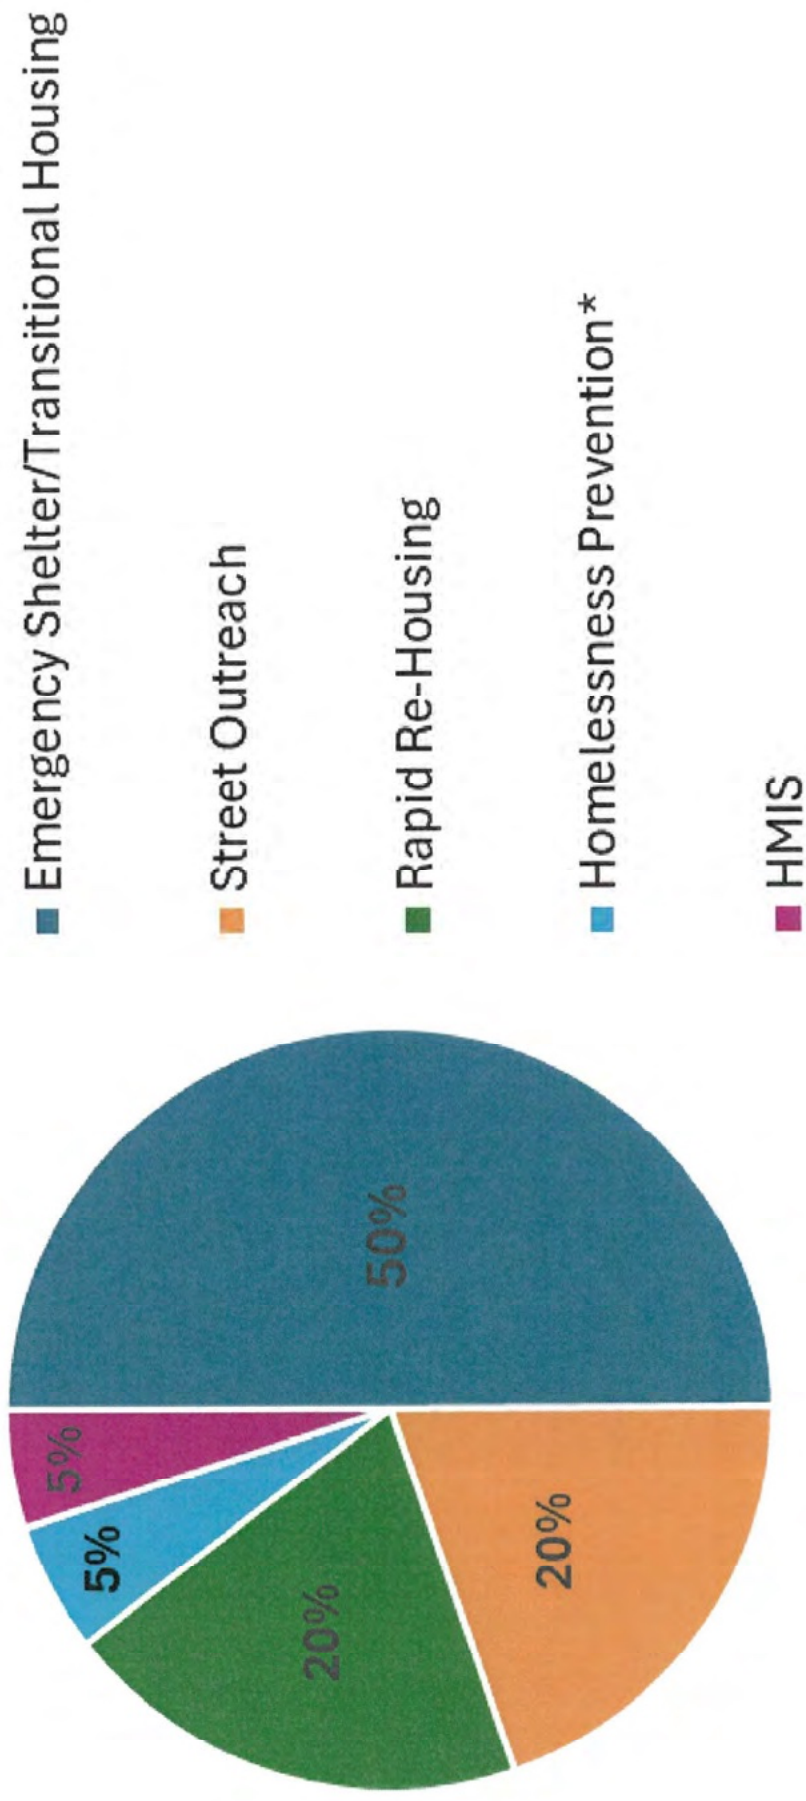 50%
20%
20%
5%
5%
Emergency Shelter/Transitional Housing
Street Outreach
Rapid Re-Housing
Homelessness Prevention*
HMIS